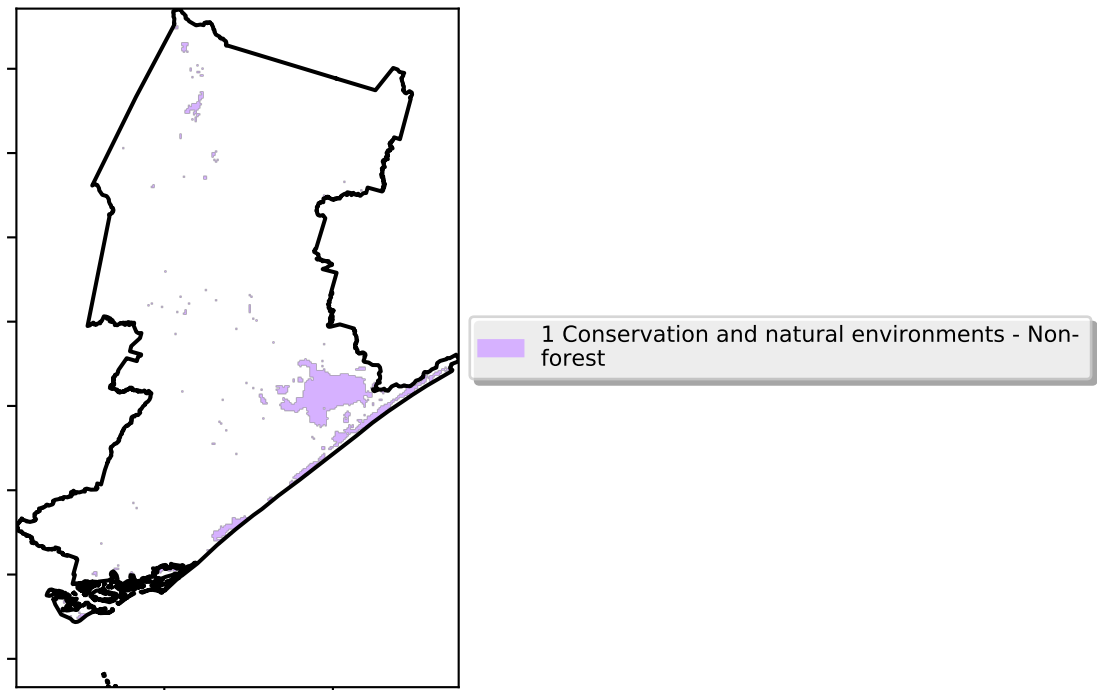 1 Conservation and natural environments - Non-
forest